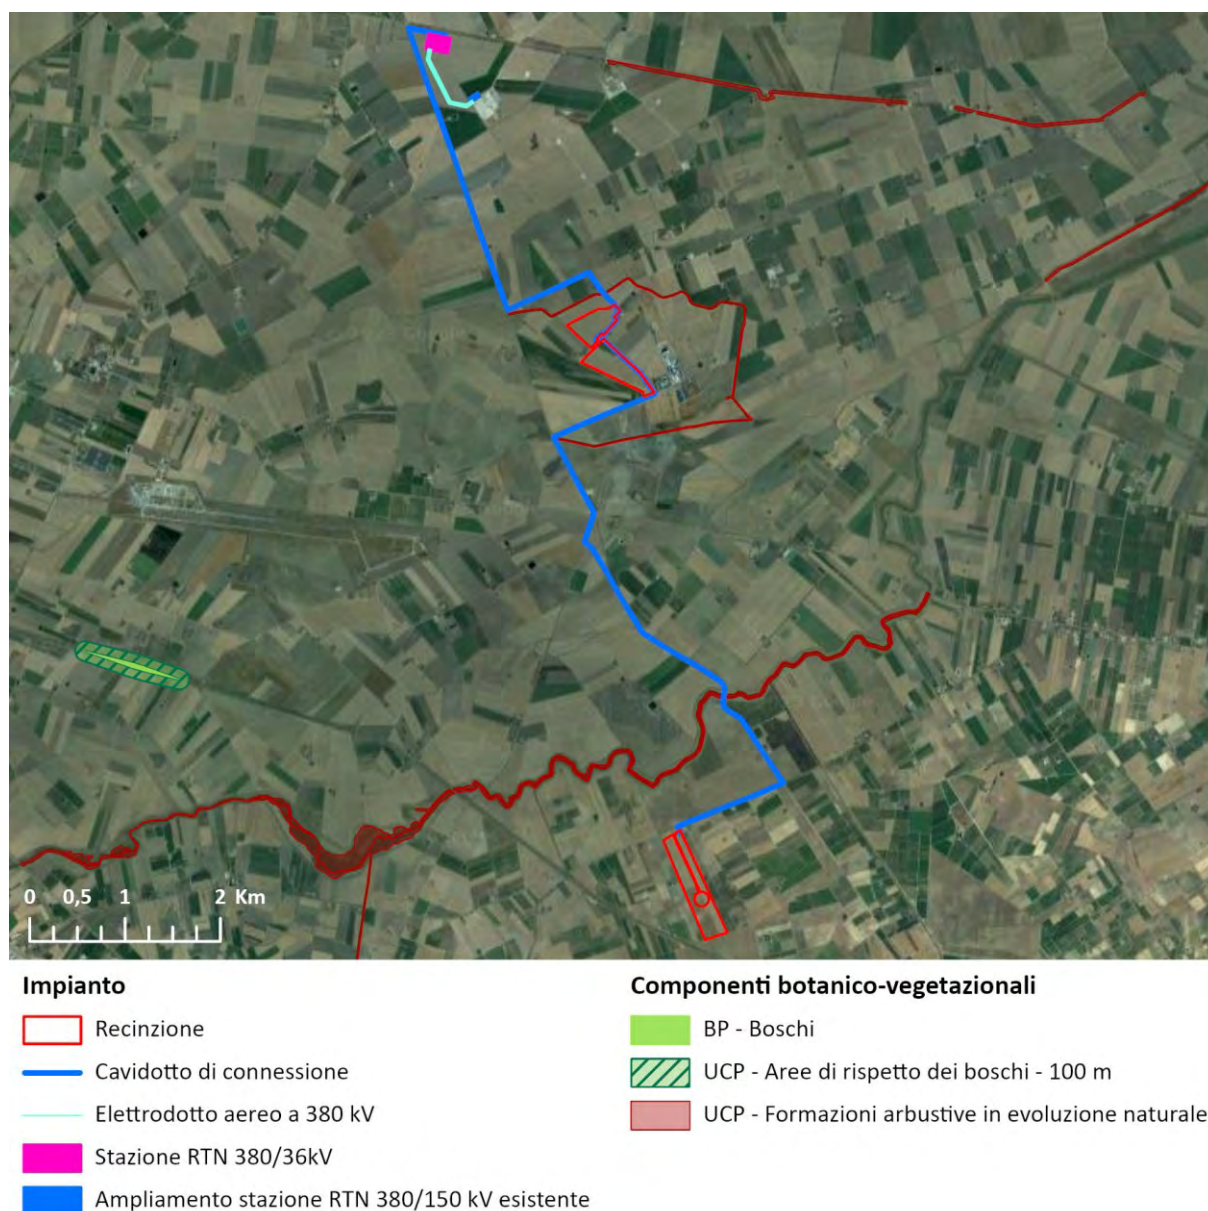 0 0,5 1 2 Km
Impianto
Recinzione
Cavidotto di connessione
Elettrodotto aereo a 380 kV
Stazione RTN 380/36kV
Ampliamento stazione RTN 380/150 kV esistente
Componenti botanico-vegetazionali
BP - Boschi
UCP - Aree di rispetto dei boschi - 100 m
UCP - Formazioni arbustive in evoluzione naturale